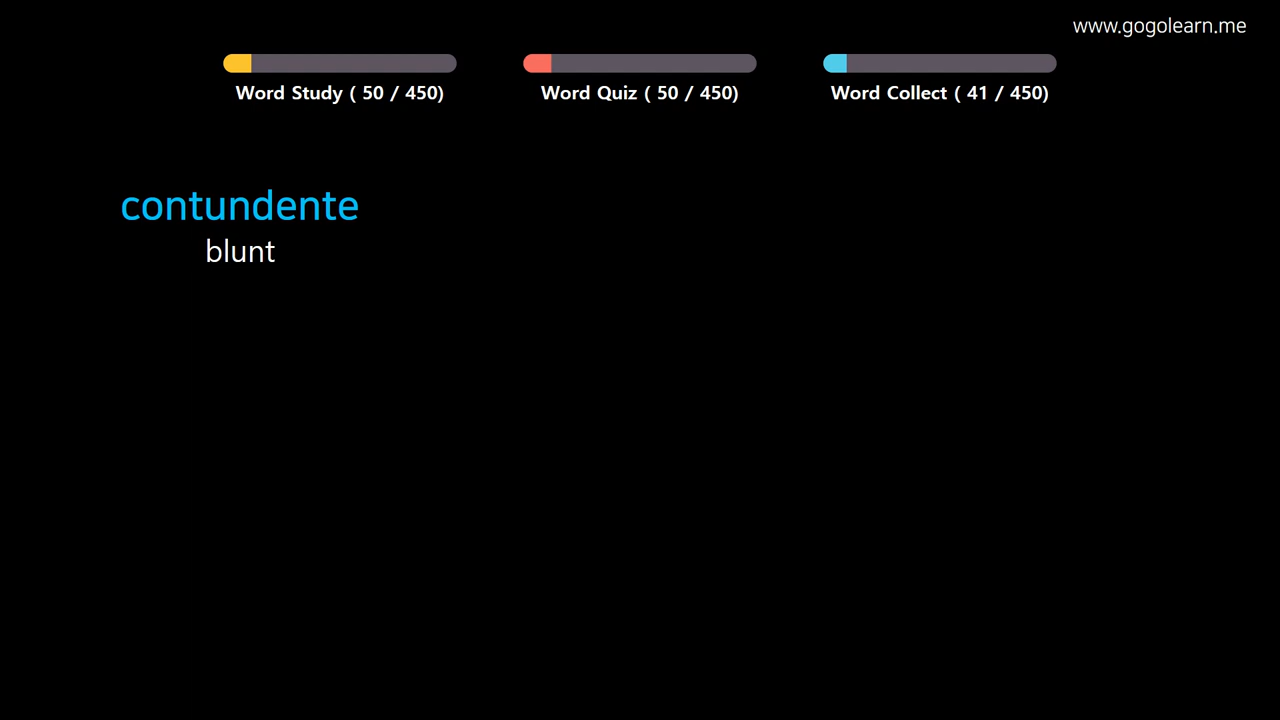 www.gogolearn.me
Word Study ( 50 / 450)
Word Quiz ( 50 / 450)
Word Collect ( 41 / 450)
contundente
blunt